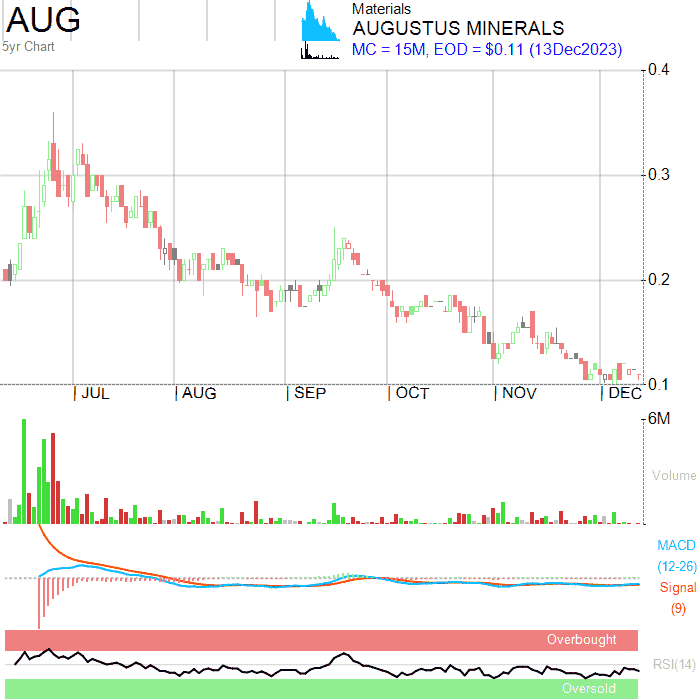 AUG
5yr Chart
Materials
AUGUSTUS MINERALS
MC = 15M, EOD = $0.11 (13Dec2023)
0.4
0.3
0.2
0.1
JUL AUG SEP OCT NOV DEC
6M
Volume
MACD
(12-26)
Signal
(9)
Overbought
RSI(14)
Oversold